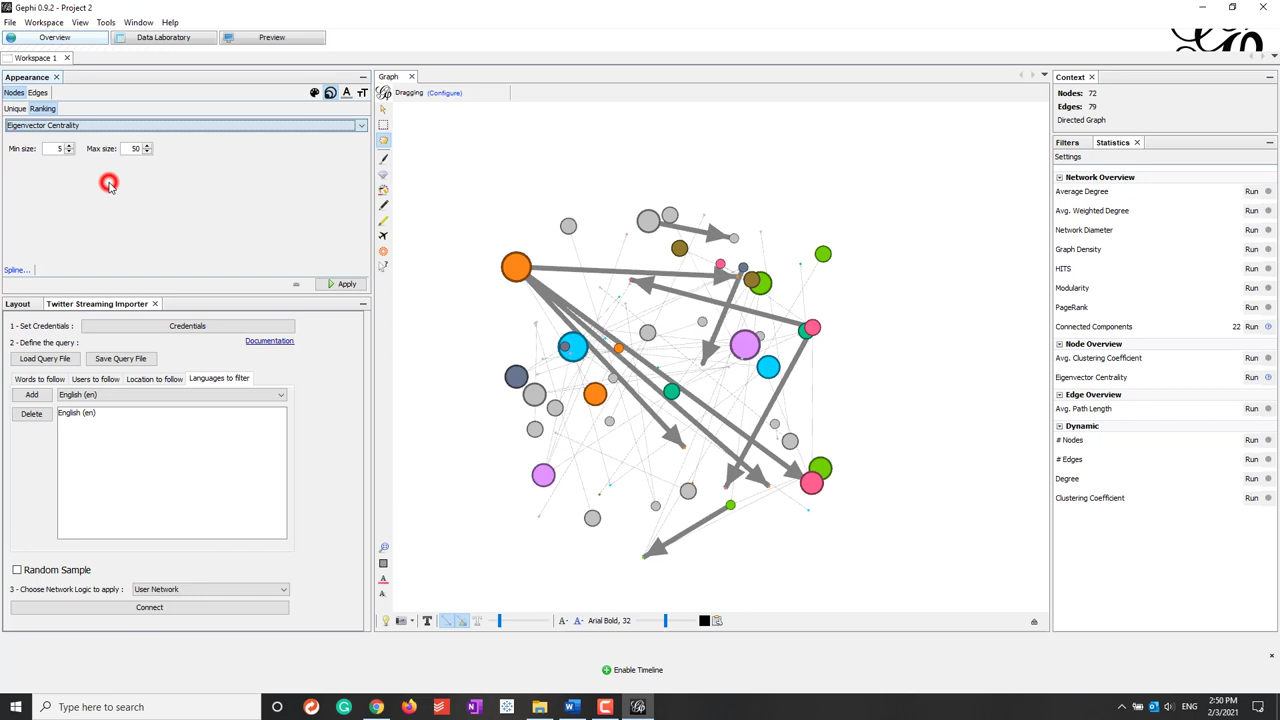 Gephi 0.9.2 - Project 2
File Workspace View Tools Window Help
Overview Data Laboratory Preview
Workspace 1
Appearance
Nodes Edges
Unique Ranking
Eigenvector Centrality
Min size: 5 Max size: 50
Spline...
Apply
Layout Twitter Streaming Importer
1 - Set Credentials : Credentials
2 - Define the query : Documentation
Load Query File Save Query File
Words to follow Users to follow Location to follow Languages to filter
Add English (en)
Delete English (en)
Random Sample
3 - Choose Network Logic to apply : User Network
Connect
Graph
Dragging (Configure)
Arial Bold, 32
Context
Nodes: 72
Edges: 79
Directed Graph
Filters Statistics
Settings
Network Overview
Average Degree Run
Avg. Weighted Degree Run
Network Diameter Run
Graph Density Run
HITS Run
Modularity Run
PageRank Run
Connected Components 22 Run
Node Overview
Avg. Clustering Coefficient Run
Eigenvector Centrality Run
Edge Overview
Avg. Path Length Run
Dynamic
# Nodes Run
# Edges Run
Degree Run
Clustering Coefficient Run
Enable Timeline
Type here to search
ENG
2:50 PM
2/3/2021